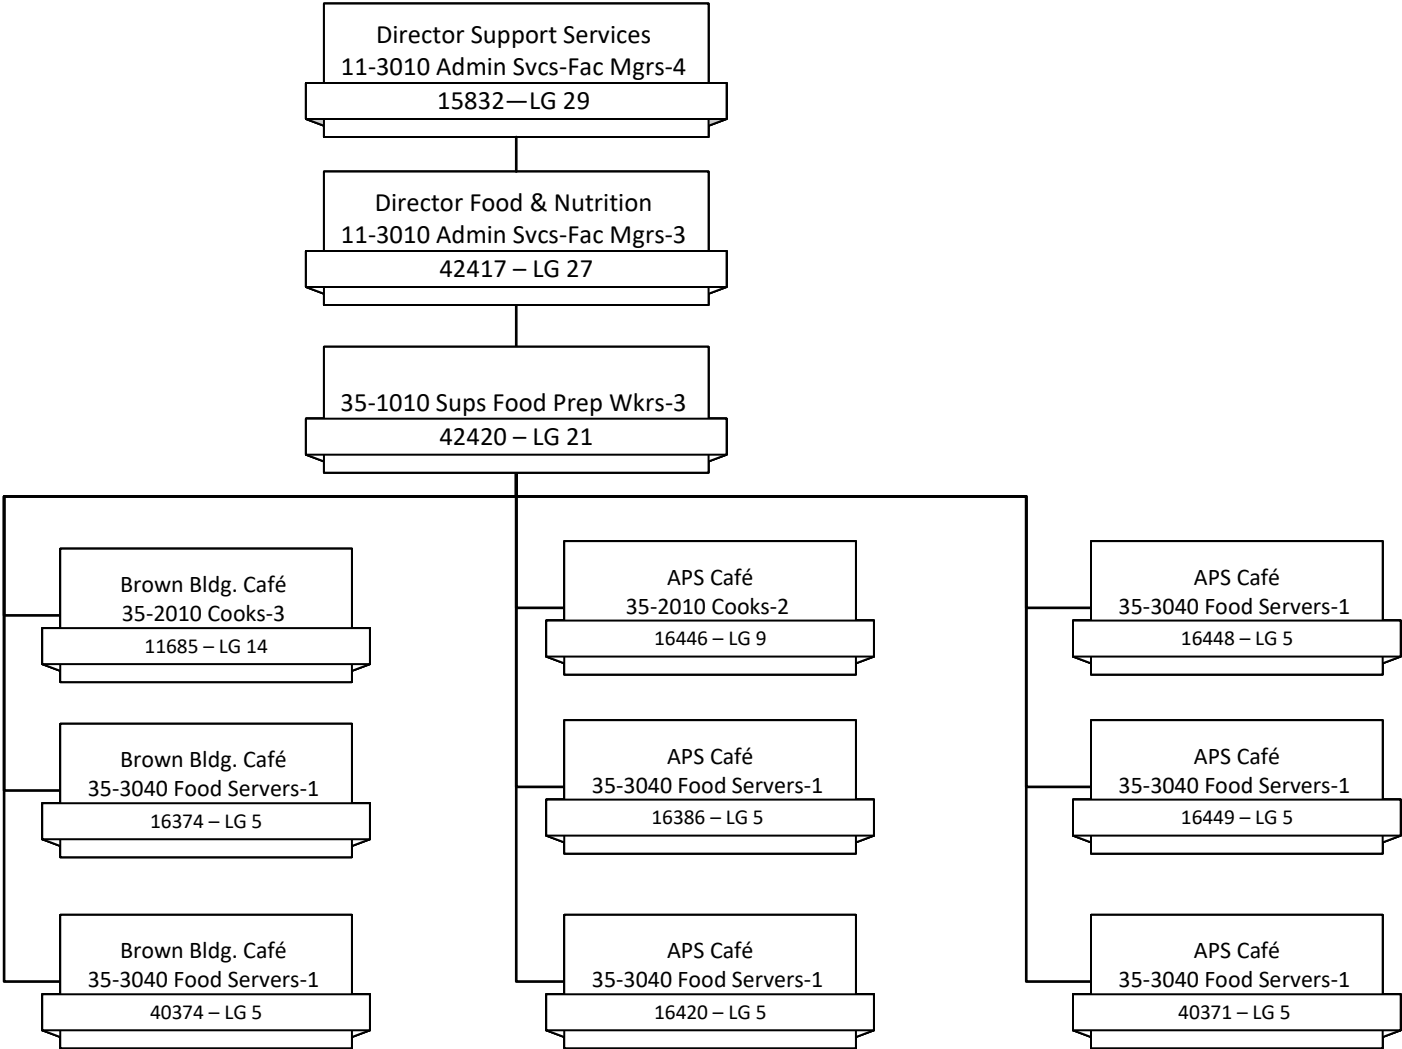 Director Support Services
11-3010 Admin Svcs-Fac Mgrs-4
15832—LG 29
Director Food & Nutrition
11-3010 Admin Svcs-Fac Mgrs-3
42417 – LG 27
35-1010 Sups Food Prep Wkrs-3
42420 – LG 21
Brown Bldg. Café
35-2010 Cooks-3
11685 – LG 14
APS Café
35-2010 Cooks-2
16446 – LG 9
APS Café
35-3040 Food Servers-1
16448 – LG 5
Brown Bldg. Café
35-3040 Food Servers-1
16374 – LG 5
APS Café
35-3040 Food Servers-1
16386 – LG 5
APS Café
35-3040 Food Servers-1
16449 – LG 5
Brown Bldg. Café
35-3040 Food Servers-1
40374 – LG 5
APS Café
35-3040 Food Servers-1
16420 – LG 5
APS Café
35-3040 Food Servers-1
40371 – LG 5